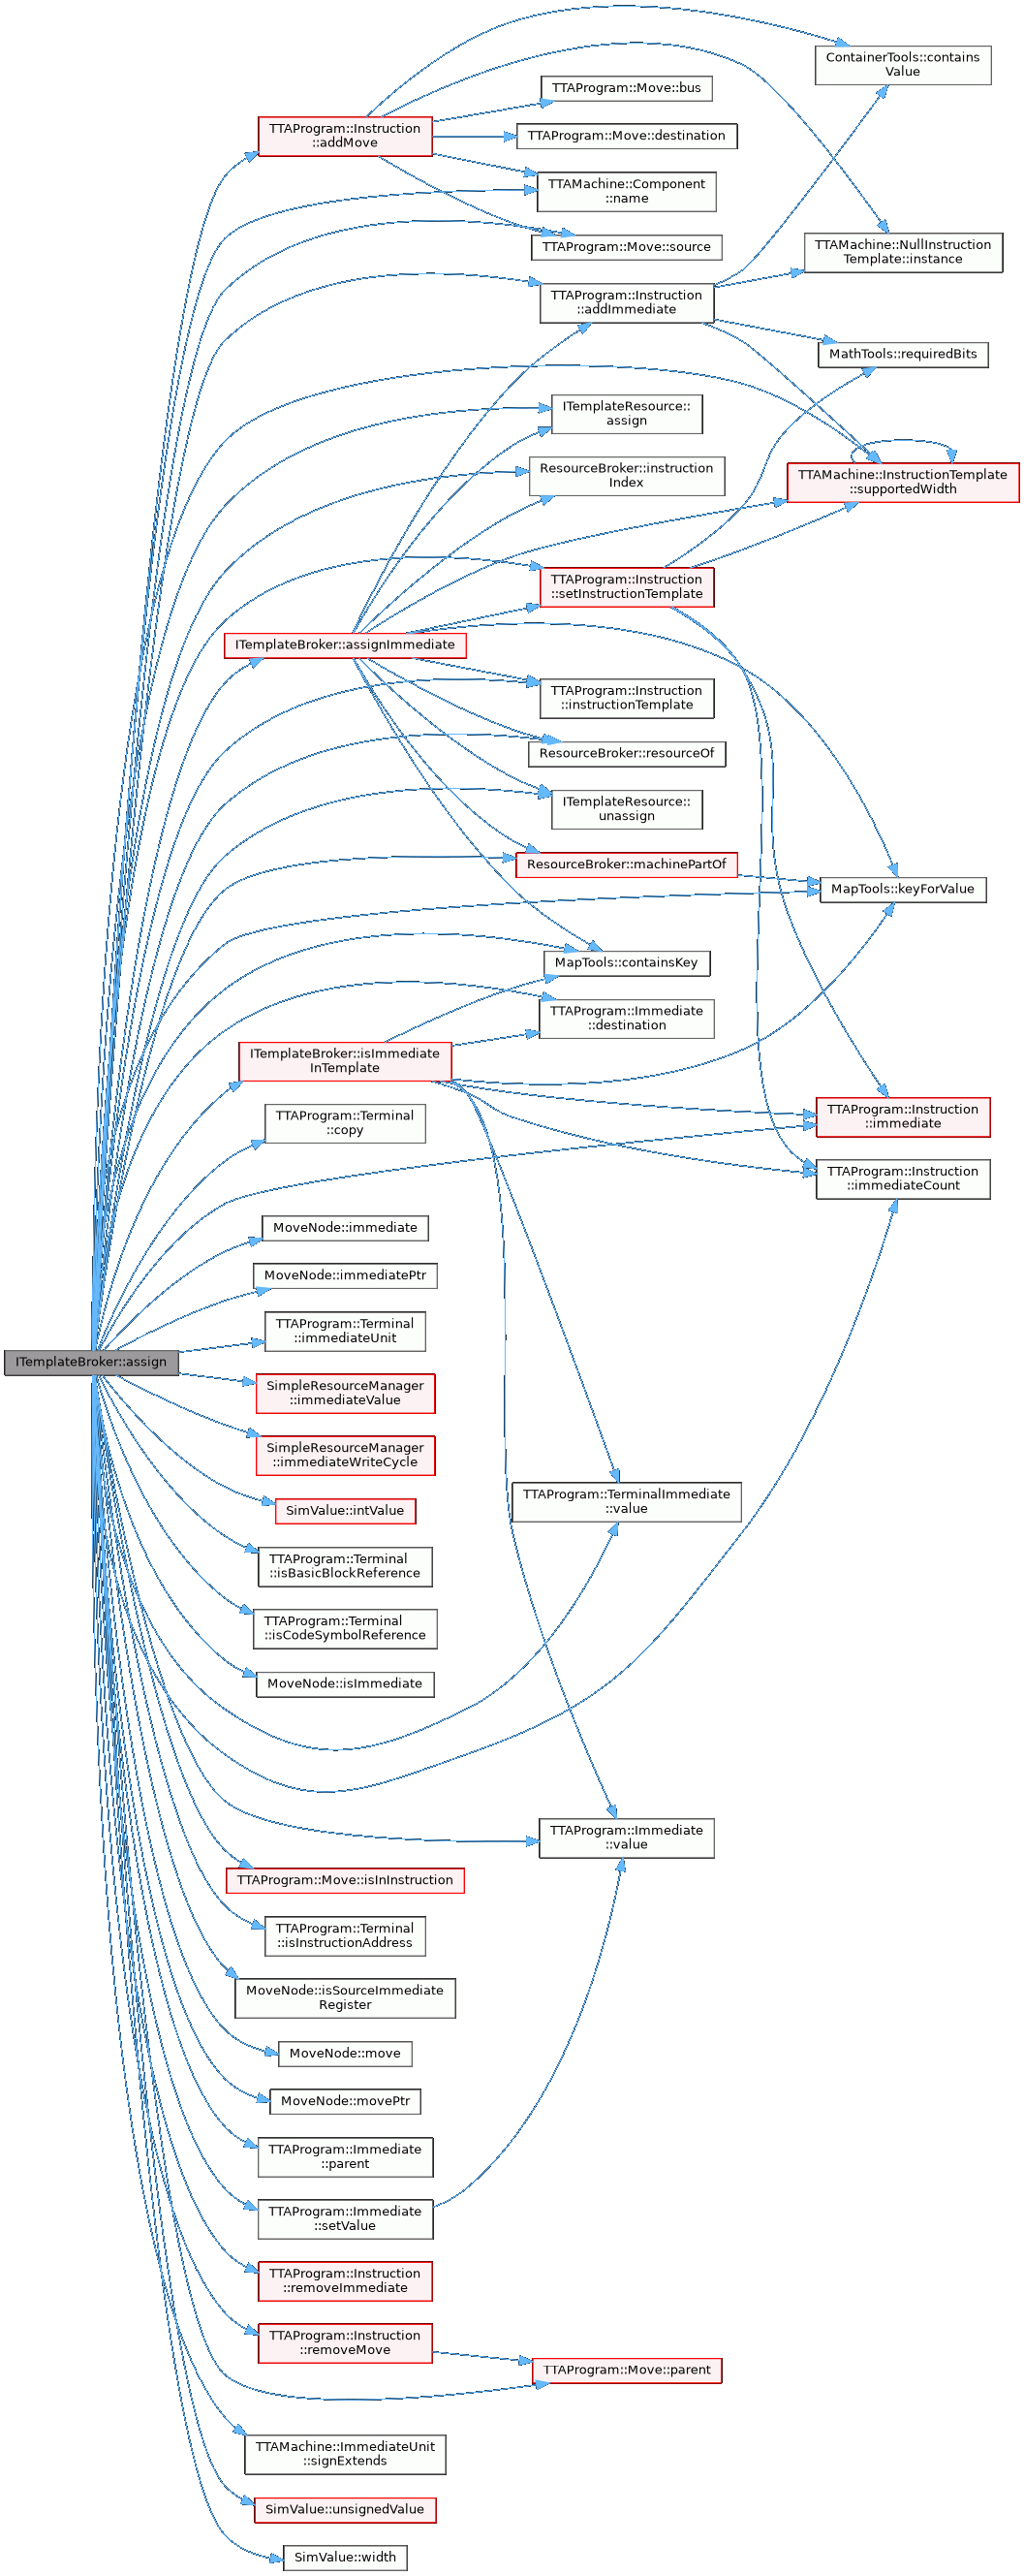 ContainerTools::contains
Value
TTAProgram::Move::bus
TTAProgram::Instruction
::addMove
TTAProgram::Move::destination
TTAMachine::Component
::name
TTAProgram::Move::source
TTAMachine::NullInstruction
Template::instance
TTAProgram::Instruction
::addImmediate
MathTools::requiredBits
ITemplateResource::
assign
ResourceBroker::instruction
Index
TTAMachine::InstructionTemplate
::supportedWidth
TTAProgram::Instruction
::setInstructionTemplate
ITemplateBroker::assignImmediate
TTAProgram::Instruction
::instructionTemplate
ResourceBroker::resourceOf
ITemplateResource::
unassign
ResourceBroker::machinePartOf
MapTools::keyForValue
MapTools::containsKey
TTAProgram::Immediate
::destination
ITemplateBroker::isImmediate
InTemplate
TTAProgram::Terminal
::copy
TTAProgram::Instruction
::immediate
TTAProgram::Instruction
::immediateCount
MoveNode::immediate
MoveNode::immediatePtr
TTAProgram::Terminal
::immediateUnit
ITemplateBroker::assign
SimpleResourceManager
::immediateValue
SimpleResourceManager
::immediateWriteCycle
TTAProgram::TerminalImmediate
::value
SimValue::intValue
TTAProgram::Terminal
::isBasicBlockReference
TTAProgram::Terminal
::isCodeSymbolReference
MoveNode::isImmediate
TTAProgram::Immediate
::value
TTAProgram::Move::isInInstruction
TTAProgram::Terminal
::isInstructionAddress
MoveNode::isSourceImmediate
Register
MoveNode::move
MoveNode::movePtr
TTAProgram::Immediate
::parent
TTAProgram::Immediate
::setValue
TTAProgram::Instruction
::removeImmediate
TTAProgram::Instruction
::removeMove
TTAProgram::Move::parent
TTAMachine::ImmediateUnit
::signExtends
SimValue::unsignedValue
SimValue::width